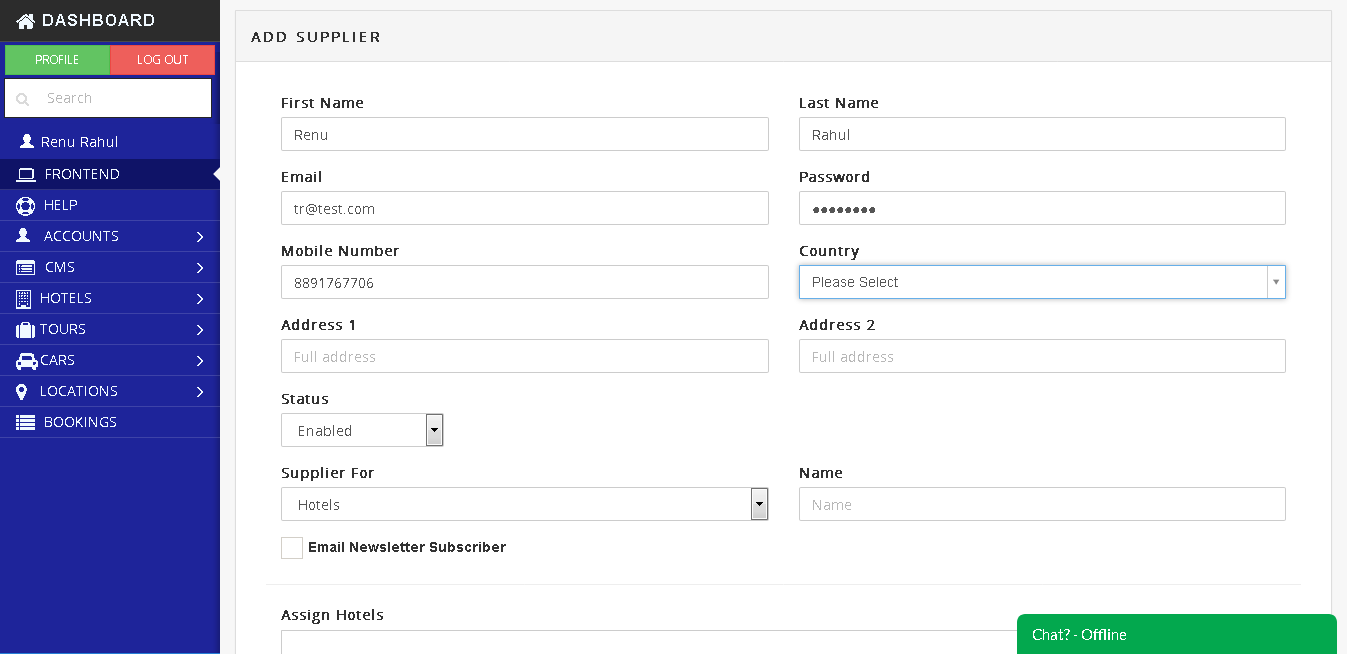 DASHBOARD
PROFILE
LOG OUT
Search
Renu Rahul
FRONTEND
HELP
ACCOUNTS
CMS
HOTELS
TOURS
CARS
LOCATIONS
BOOKINGS
ADD SUPPLIER
First Name
Last Name
Renu
Rahul
Email
Password
tr@test.com
●●●●●●●●
Mobile Number
Country
8891767706
Please Select
Address 1
Address 2
Full address
Full address
Status
Enabled
Supplier For
Name
Hotels
Name
Email Newsletter Subscriber
Assign Hotels
Chat? - Offline